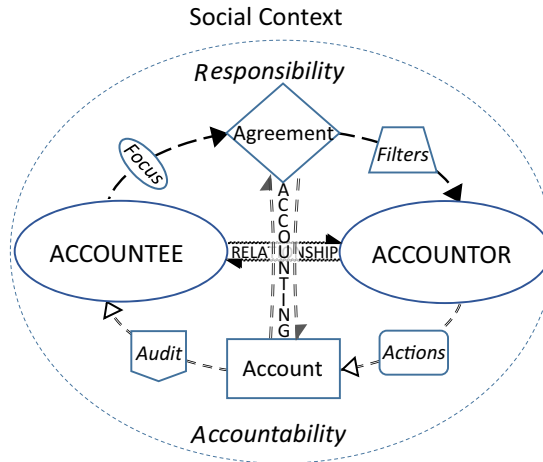 Social Context
Responsibility
Agreement
Focus
Filters
ACCOUNTEE
RELATIONSHIP
ACCOUNTOR
ACCOUNTING
Audit
Account
Actions
Accountability